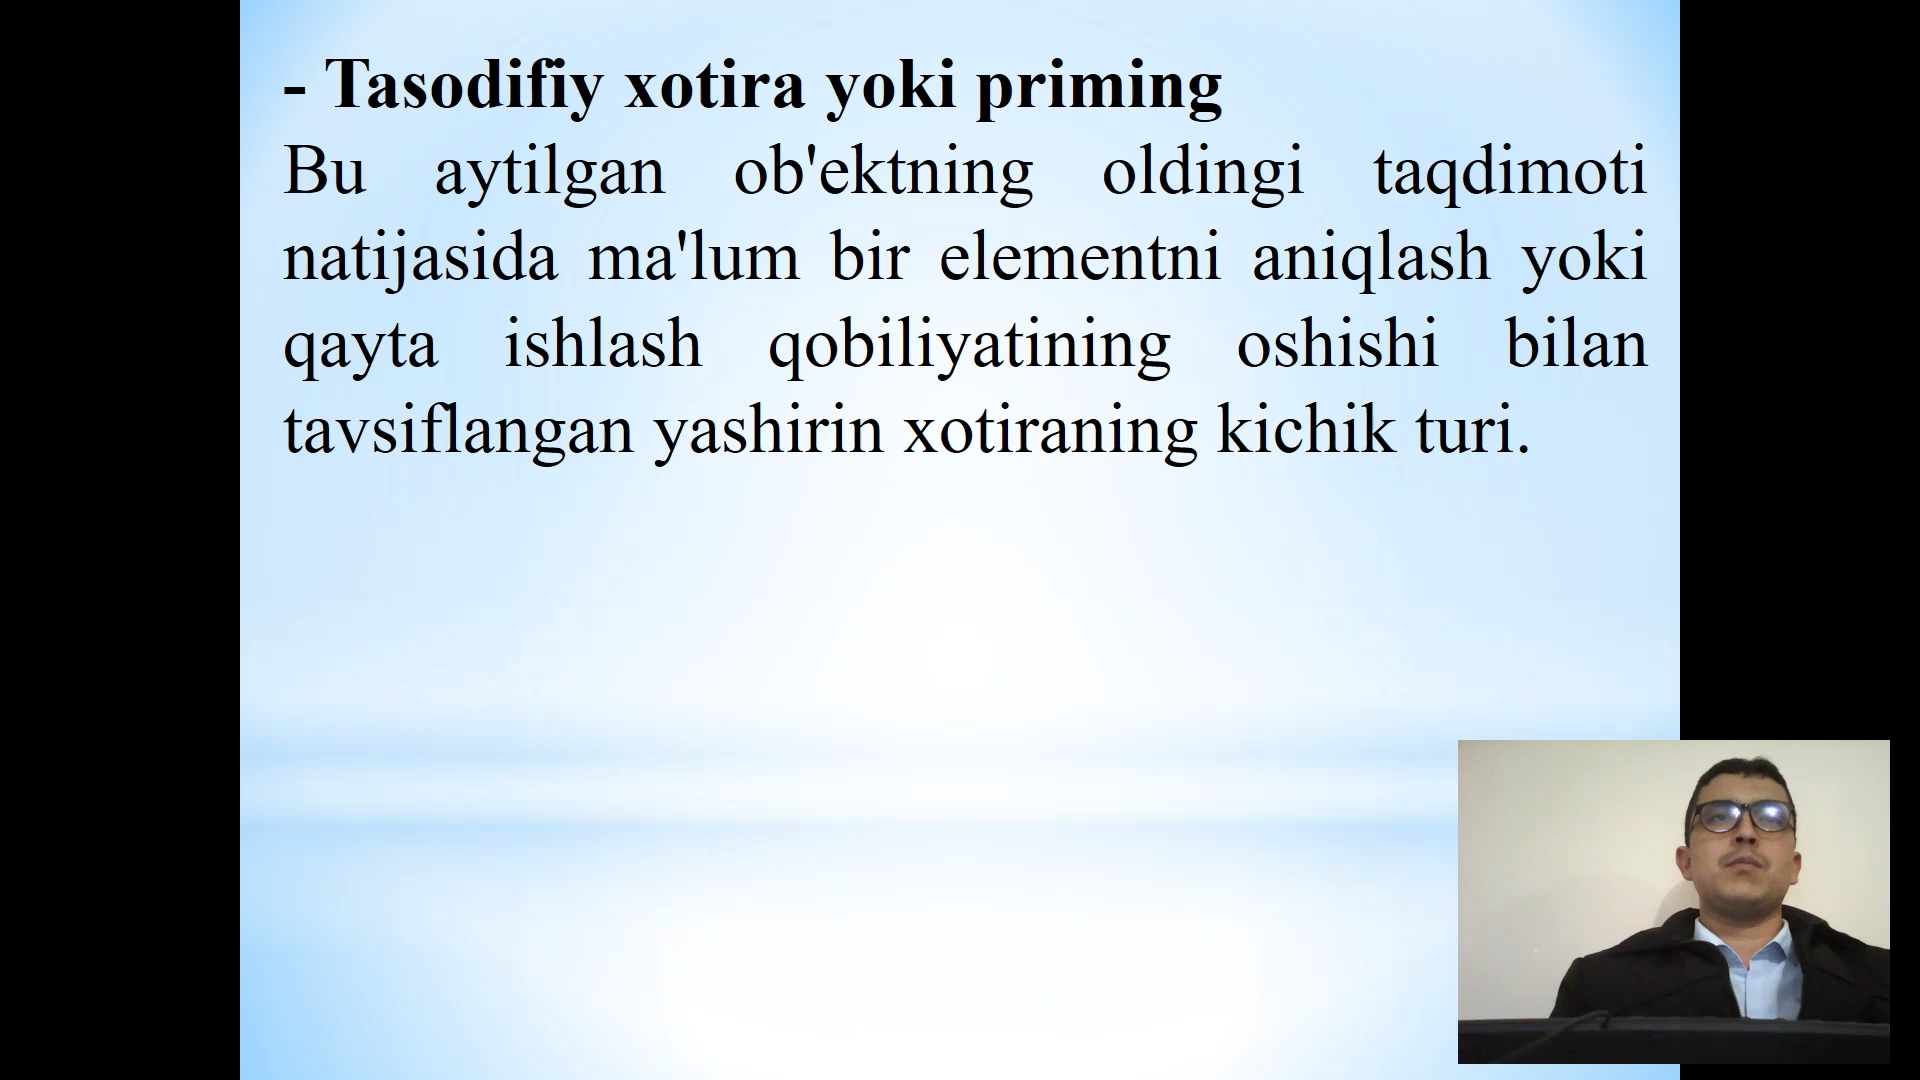 - Tasodifiy xotira yoki priming
Bu aytilgan ob'ektning oldingi taqdimoti
natijasida ma'lum bir elementni aniqlash yoki
qayta ishlash qobiliyatining oshishi bilan
tavsiflangan yashirin xotiraning kichik turi.